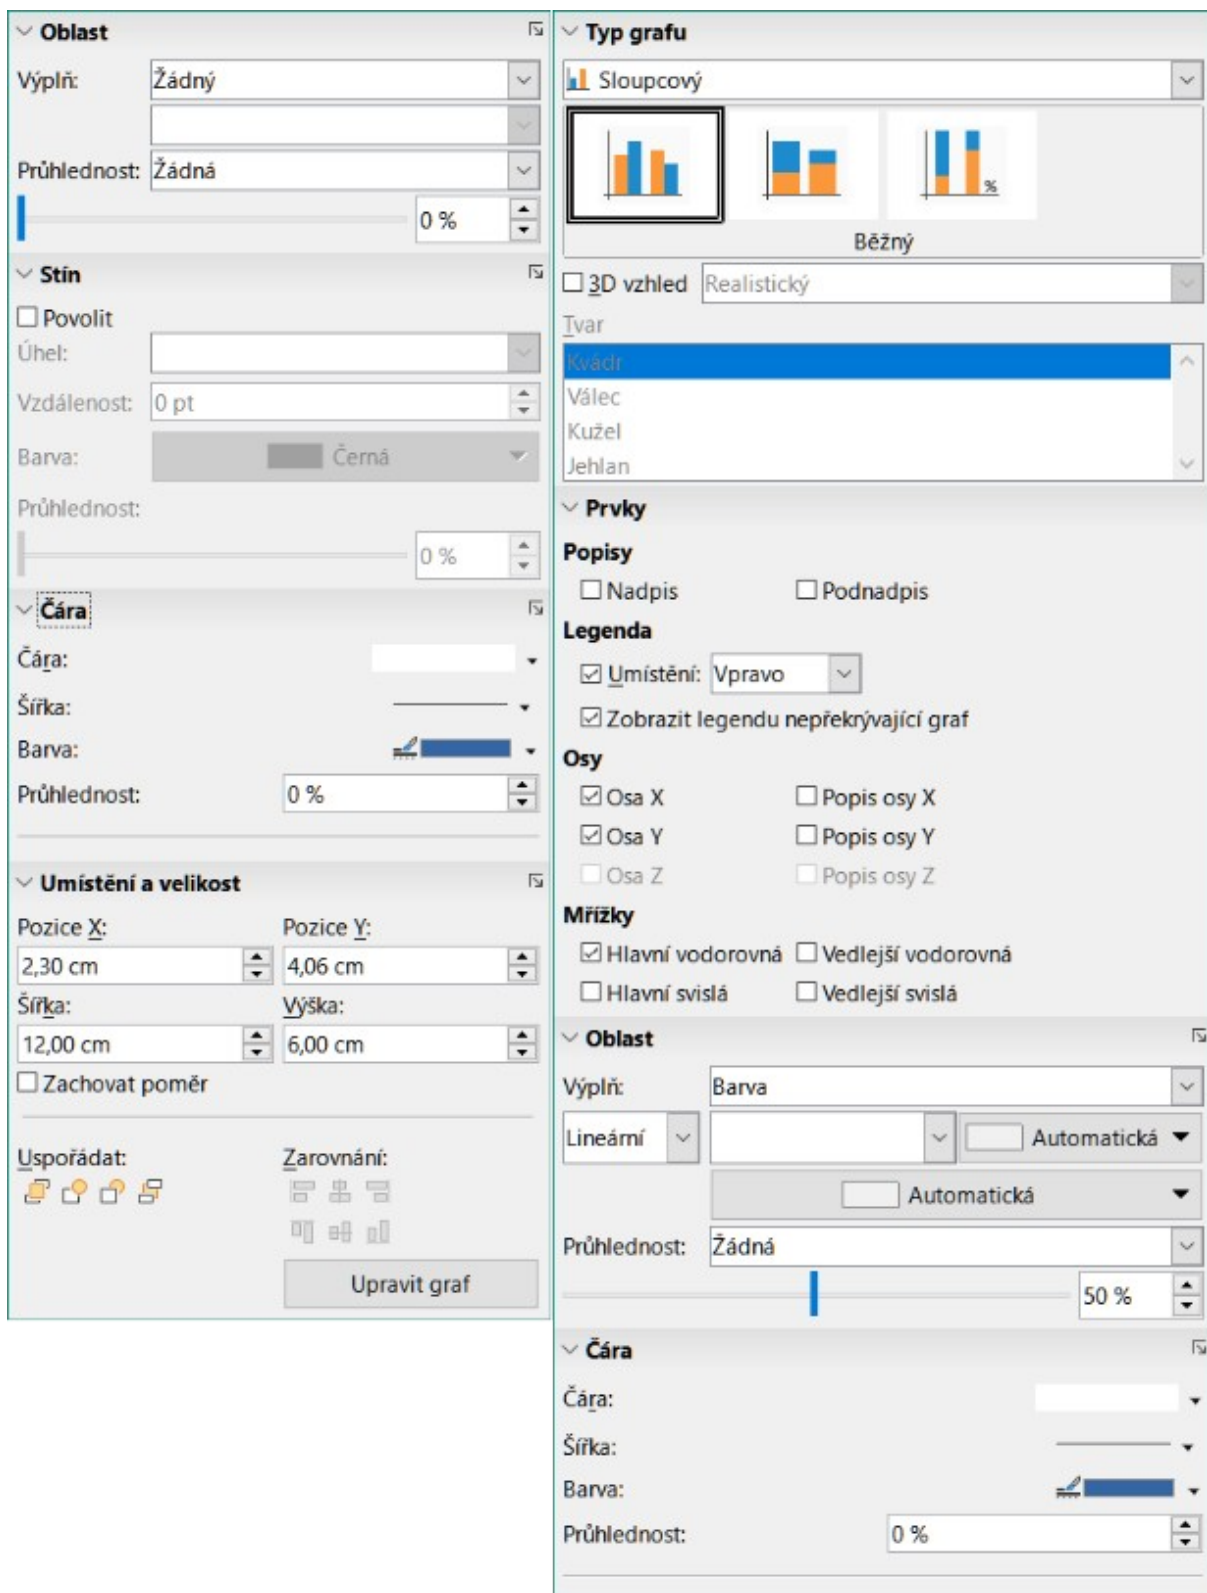 Oblast
Výplň: Žádný
Průhlednost: Žádná
0 %
Stín
Povolit
Úhel:
Vzdálenost: 0 pt
Barva: Černá
Průhlednost:
0 %
Čára
Čára:
Šířka:
Barva:
Průhlednost: 0 %
Umístění a velikost
Pozice X: Pozice Y:
2,30 cm 4,06 cm
Šířka: Výška:
12,00 cm 6,00 cm
Zachovat poměr
Uspořádat: Zarovnání:
Upravit graf
Typ grafu
Sloupcový
%
Běžný
3D vzhled Realistický
Tvar
Kvádr
Válec
Kužel
Jehlan
Prvky
Popisy
Nadpis Podnadpis
Legenda
Umístění: Vpravo
Zobrazit legendu nepřekrývající graf
Osy
Osa X Popis osy X
Osa Y Popis osy Y
Osa Z Popis osy Z
Mřížky
Hlavní vodorovná Vedlejší vodorovná
Hlavní svislá Vedlejší svislá
Oblast
Výplň: Barva
Lineární Automatická
Automatická
Průhlednost: Žádná
50 %
Čára
Čára:
Šířka:
Barva:
Průhlednost: 0 %